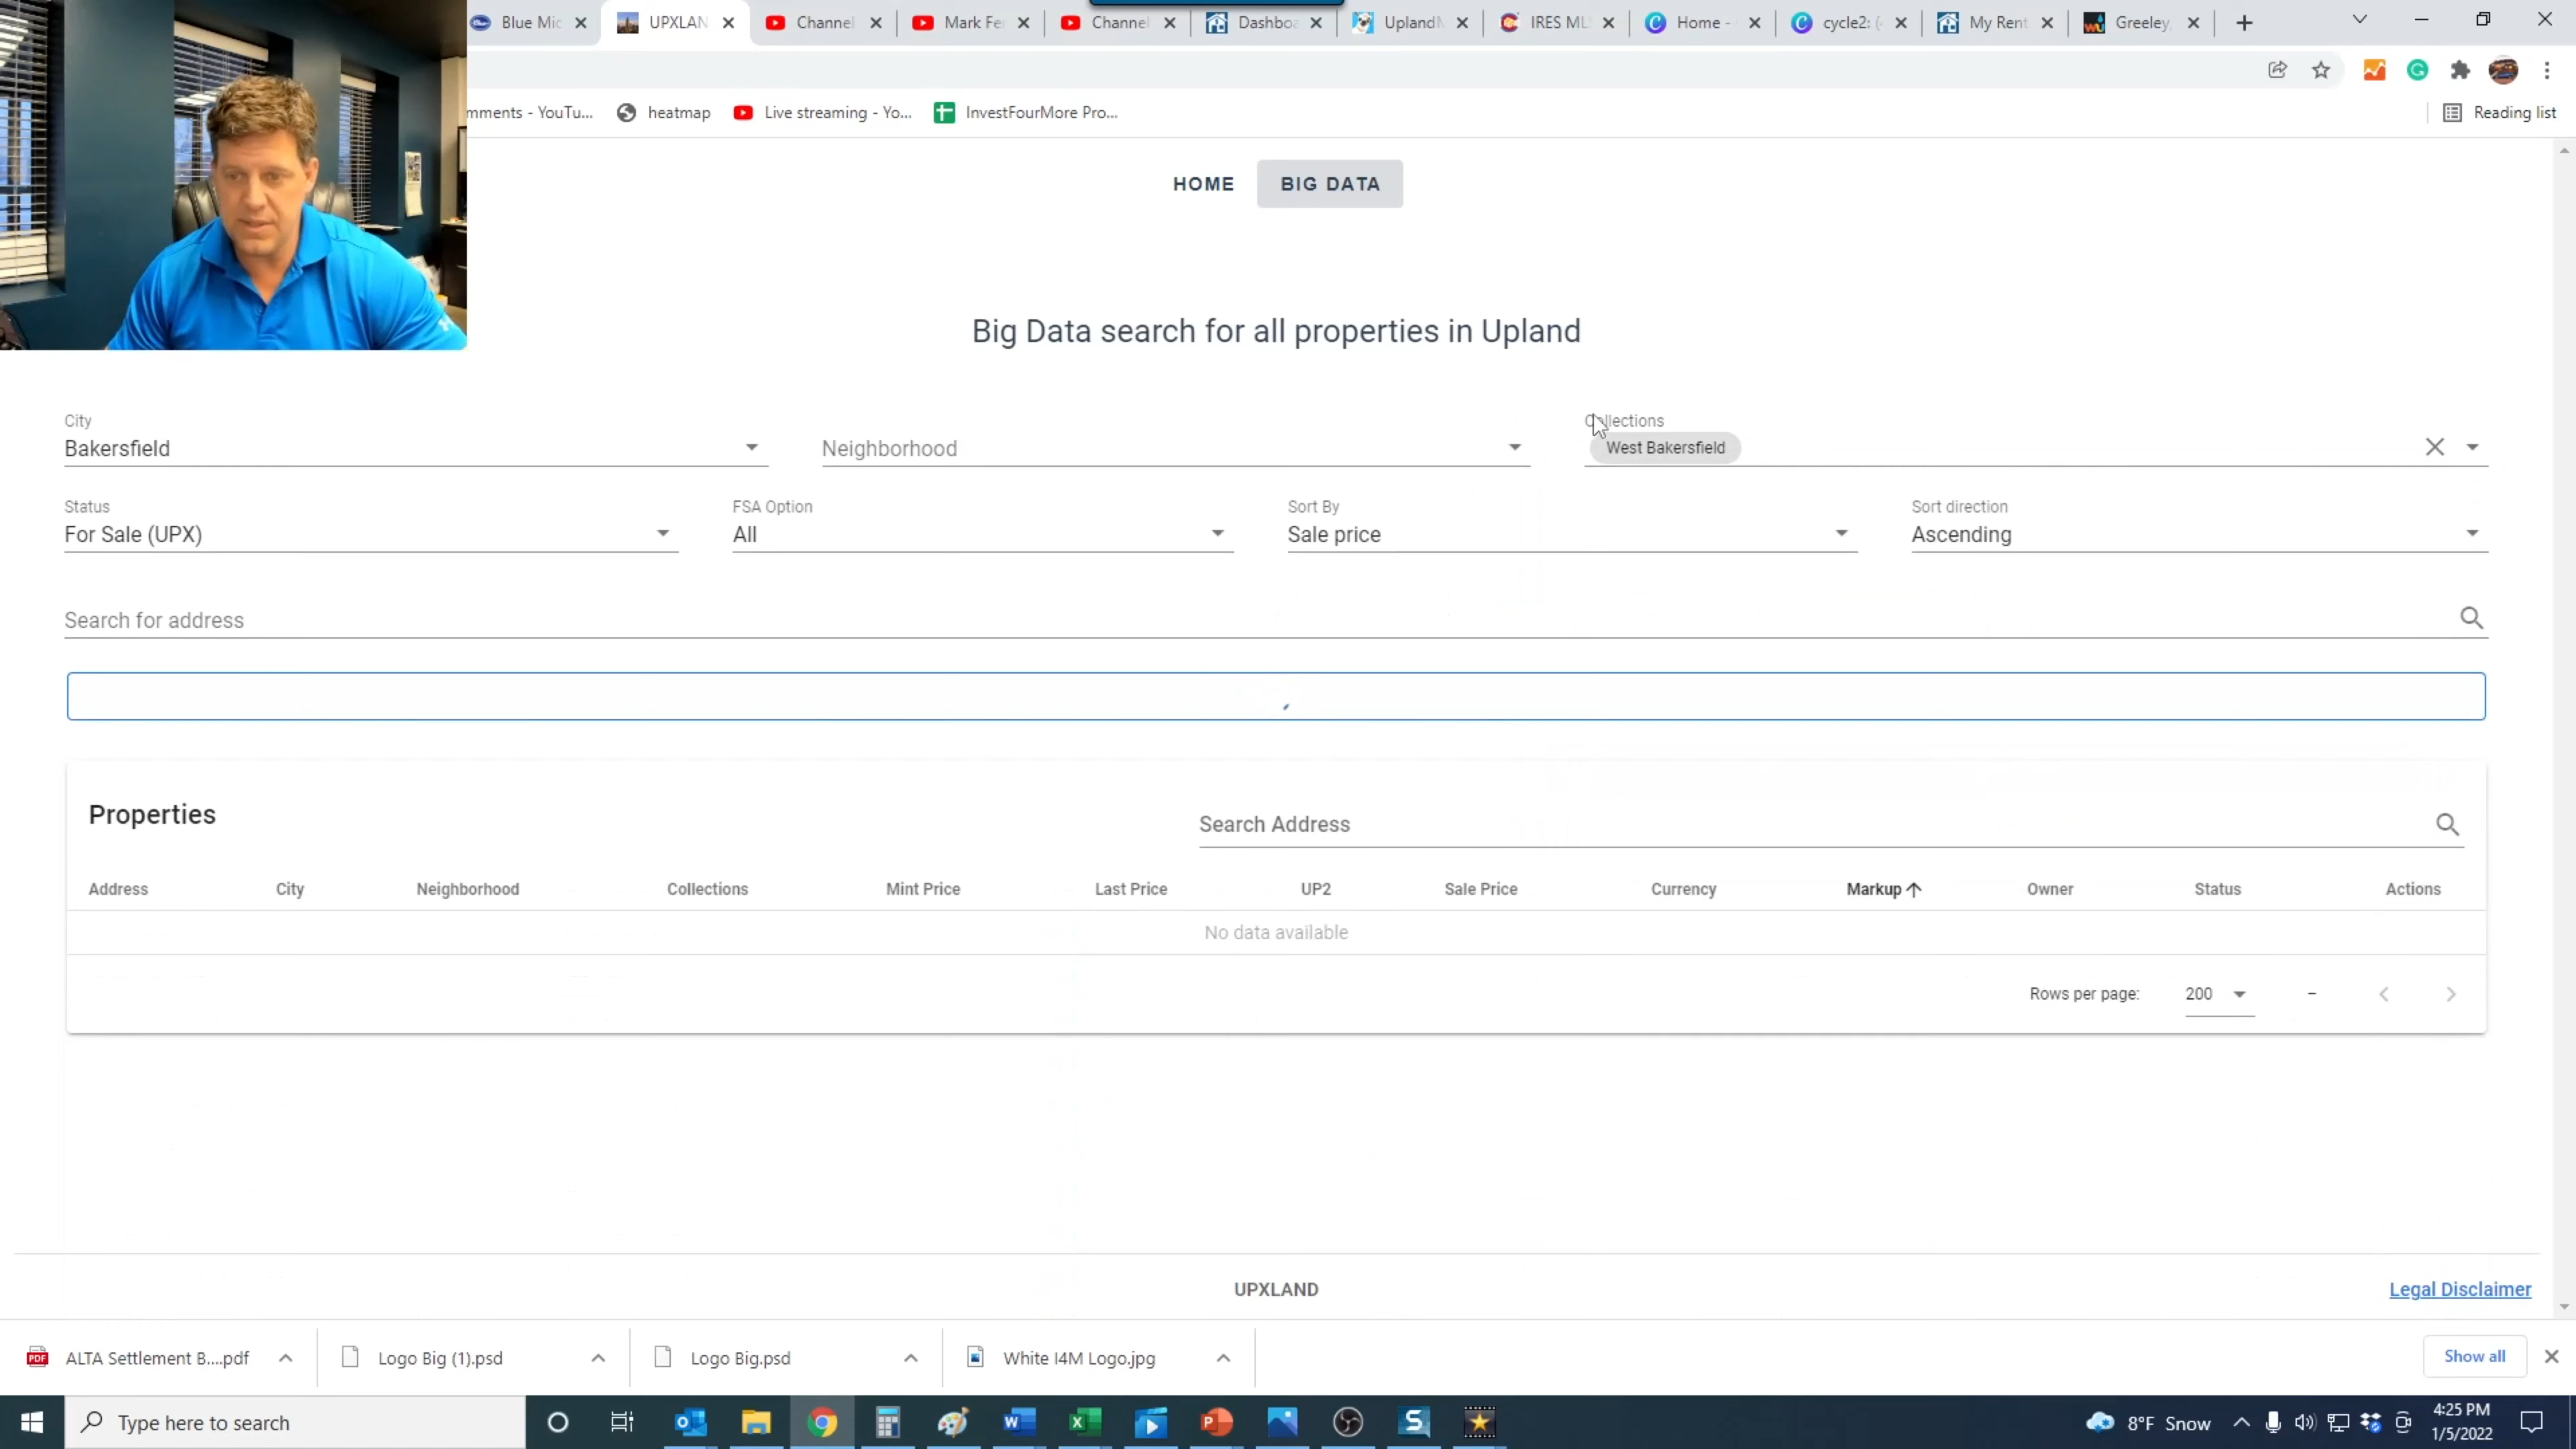 Blue Mic
UPXLAN
Channel
Mark Fe
Channel
Dashboa
UplandM
IRES ML
Home -
cycle2: (
My Rent
Greeley,
mments - YouTu...
heatmap
Live streaming - Yo...
InvestFourMore Pro...
Reading list
HOME
BIG DATA
Big Data search for all properties in Upland
City
Bakersfield
Neighborhood
Collections
West Bakersfield
Status
For Sale (UPX)
FSA Option
All
Sort By
Sale price
Sort direction
Ascending
Search for address
Properties
Search Address
Address City Neighborhood Collections Mint Price Last Price UP2 Sale Price Currency Markup Owner Status Actions
No data available
Rows per page: 200 –
UPXLAND
Legal Disclaimer
ALTA Settlement B....pdf
Logo Big (1).psd
Logo Big.psd
White I4M Logo.jpg
Show all
Type here to search
8°F Snow
4:25 PM
1/5/2022